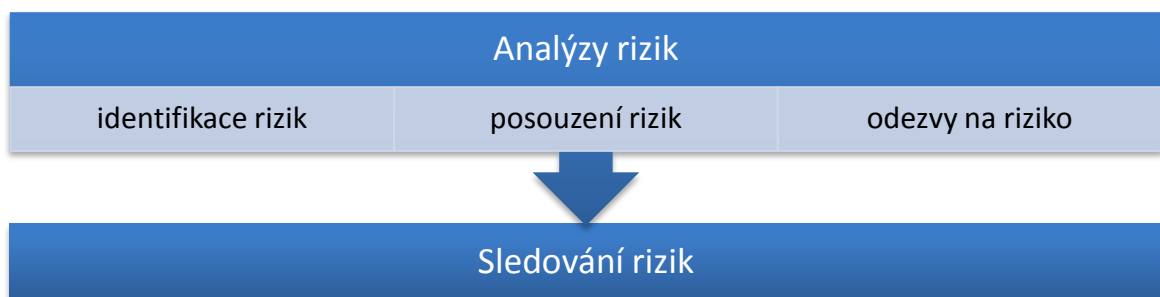 Analýzy rizik
identifikace rizik posouzení rizik odezvy na riziko
Sledování rizik